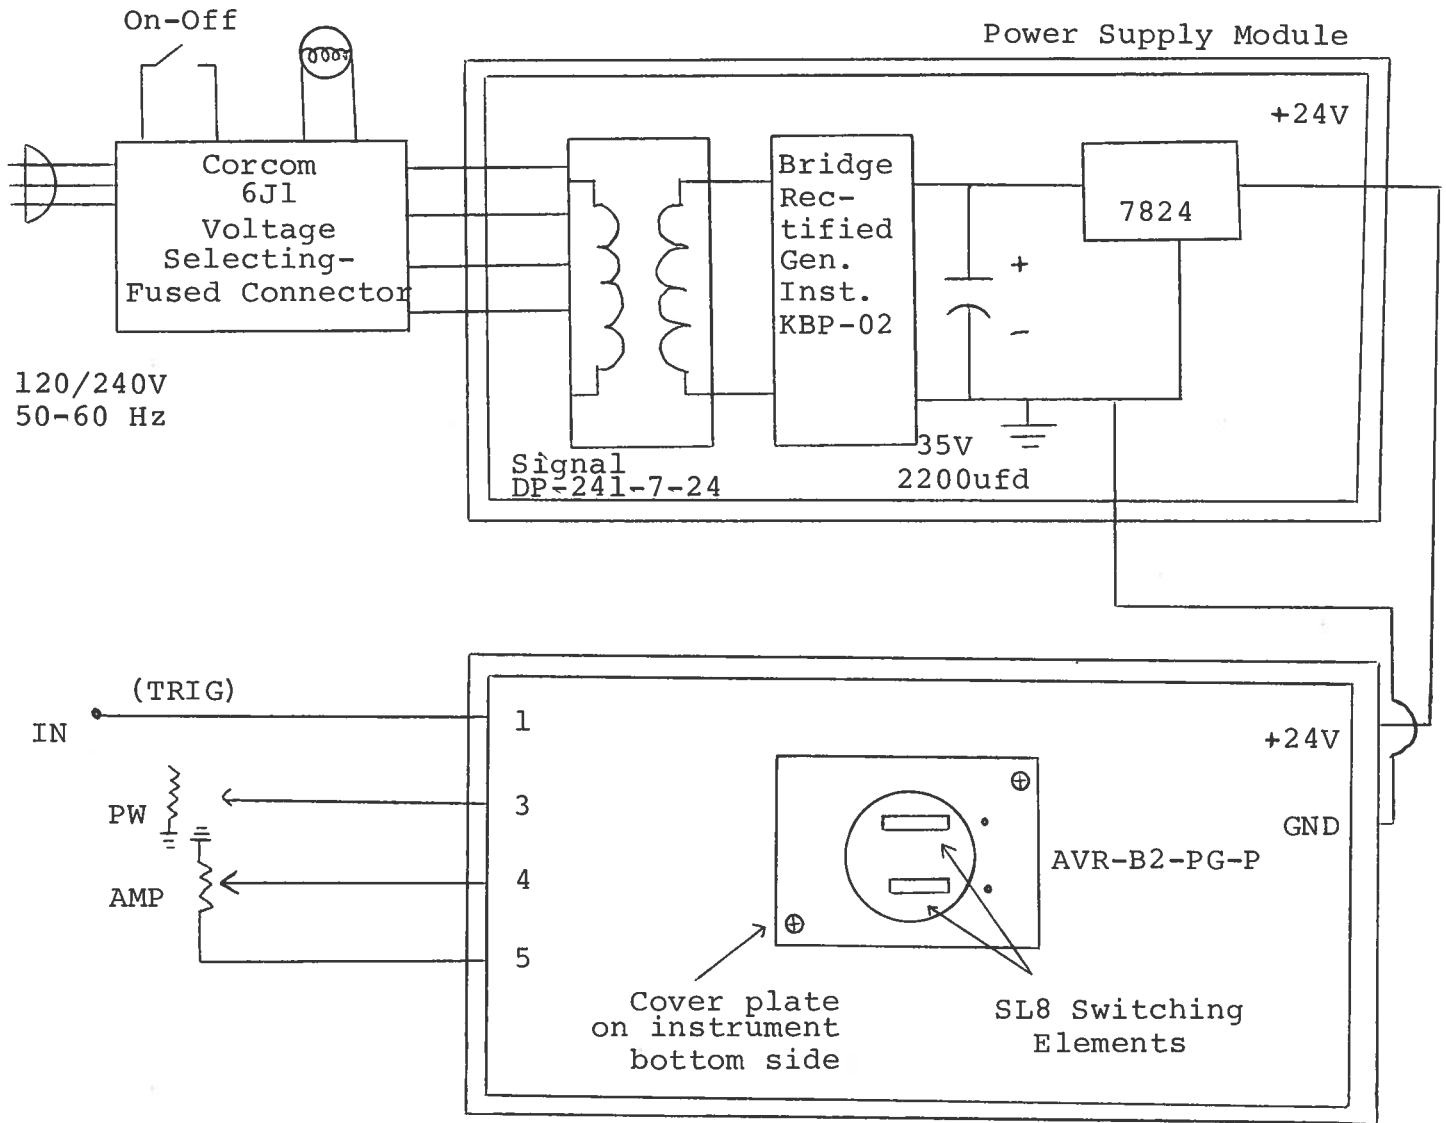 On-Off
Power Supply Module
+24V
Corcom
6J1
Voltage
Selecting-
Fused Connector
Bridge
Rec-
tified
Gen.
Inst.
KBP-02
7824
+
-
120/240V
50-60 Hz
Signal
DP-241-7-24
35V
2200ufd
(TRIG)
IN
1
+24V
PW
3
GND
AVR-B2-PG-P
AMP
4
5
Cover plate
on instrument
bottom side
SL8 Switching
Elements